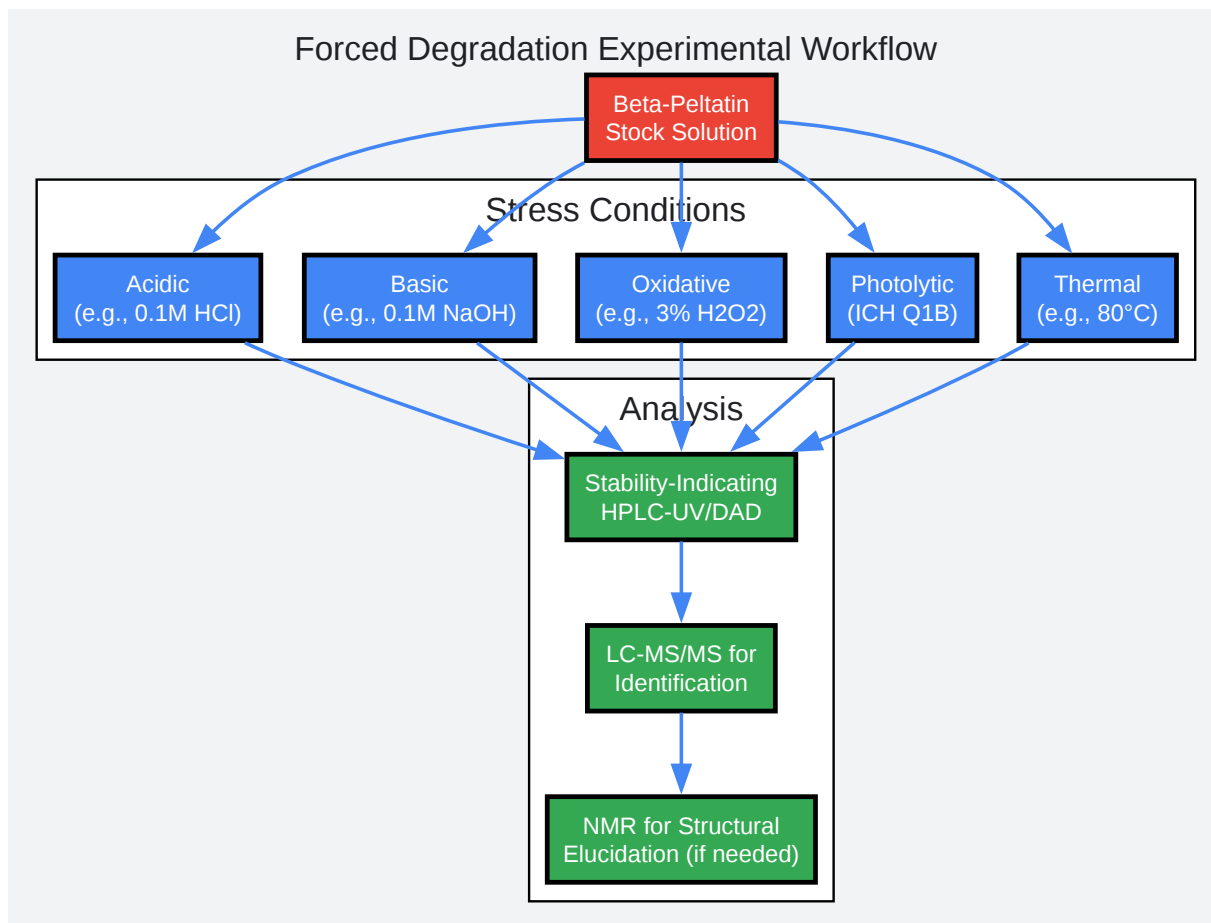 Forced Degradation Experimental Workflow
Beta-Peltatin
Stock Solution
Stress Conditions
Acidic
(e.g., 0.1M HCl)
Basic
(e.g., 0.1M NaOH)
Oxidative
(e.g., 3% H2O2)
Photolytic
(ICH Q1B)
Thermal
(e.g., 80°C)
Analysis
Stability-Indicating
HPLC-UV/DAD
LC-MS/MS for
Identification
NMR for Structural
Elucidation (if needed)